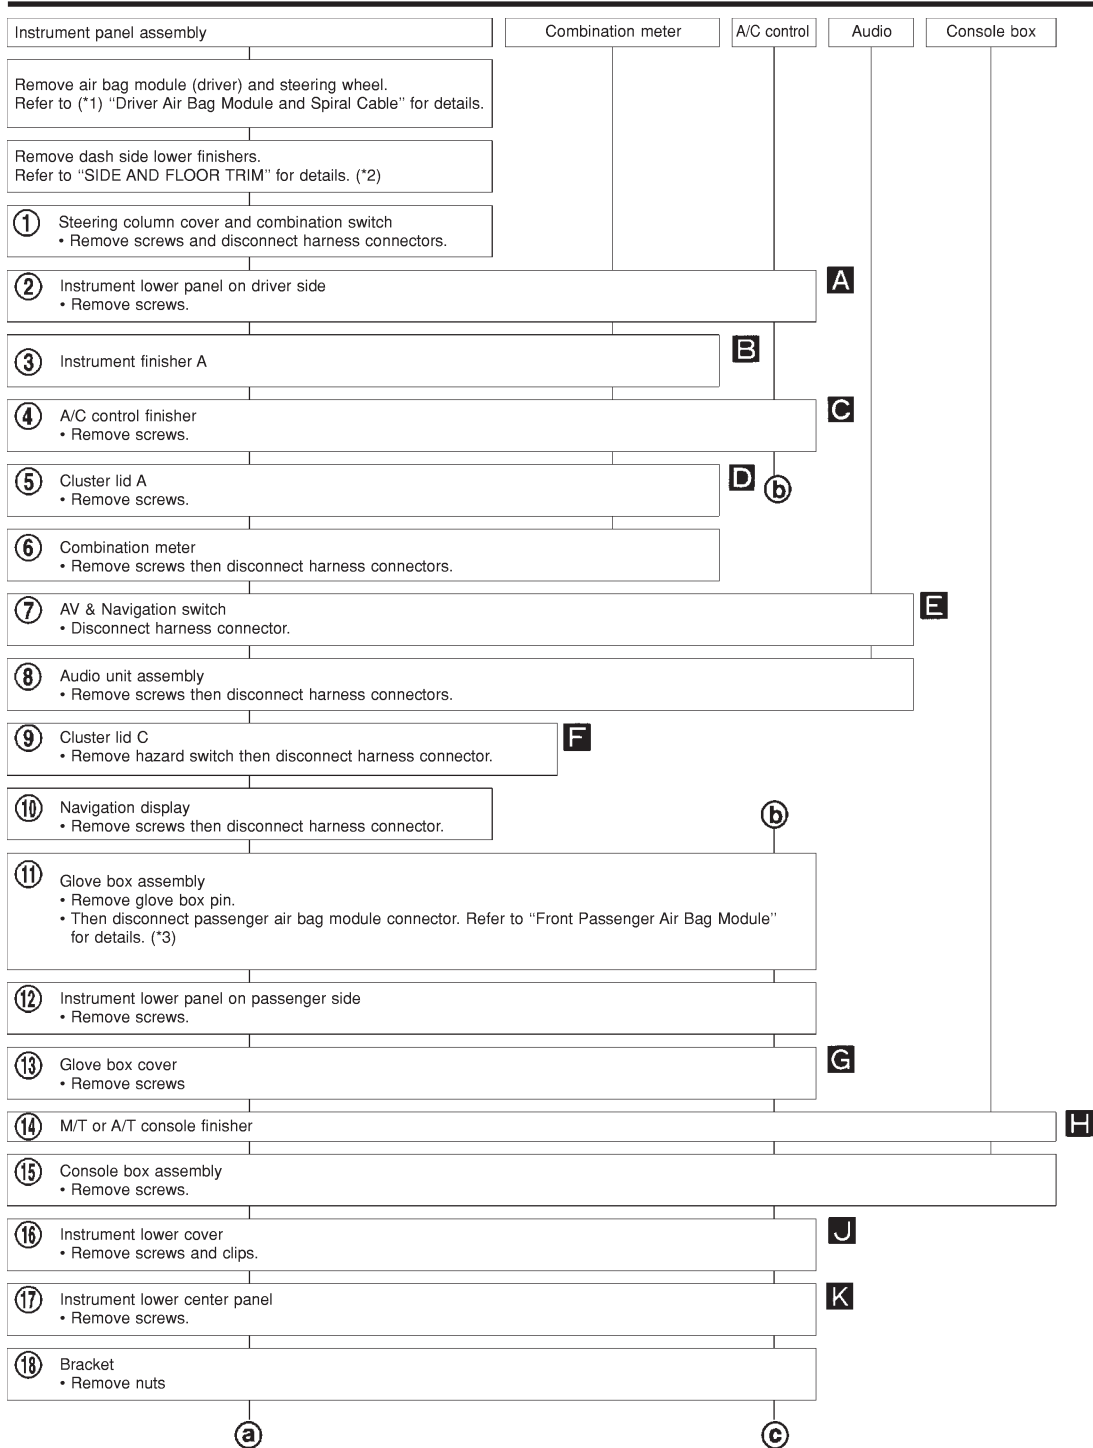 Instrument panel assembly
Combination meter
A/C control
Audio
Console box
Remove air bag module (driver) and steering wheel.
Refer to (*1) “Driver Air Bag Module and Spiral Cable” for details.
Remove dash side lower finishers.
Refer to “SIDE AND FLOOR TRIM” for details. (*2)
1 Steering column cover and combination switch
• Remove screws and disconnect harness connectors.
2 Instrument lower panel on driver side
• Remove screws.
A
3 Instrument finisher A
B
4 A/C control finisher
• Remove screws.
C
5 Cluster lid A
• Remove screws.
D
b
6 Combination meter
• Remove screws then disconnect harness connectors.
7 AV & Navigation switch
• Disconnect harness connector.
E
8 Audio unit assembly
• Remove screws then disconnect harness connectors.
9 Cluster lid C
• Remove hazard switch then disconnect harness connector.
F
10 Navigation display
• Remove screws then disconnect harness connector.
b
11 Glove box assembly
• Remove glove box pin.
• Then disconnect passenger air bag module connector. Refer to “Front Passenger Air Bag Module”
for details. (*3)
12 Instrument lower panel on passenger side
• Remove screws.
13 Glove box cover
• Remove screws
G
14 M/T or A/T console finisher
H
15 Console box assembly
• Remove screws.
16 Instrument lower cover
• Remove screws and clips.
J
17 Instrument lower center panel
• Remove screws.
K
18 Bracket
• Remove nuts
a
c